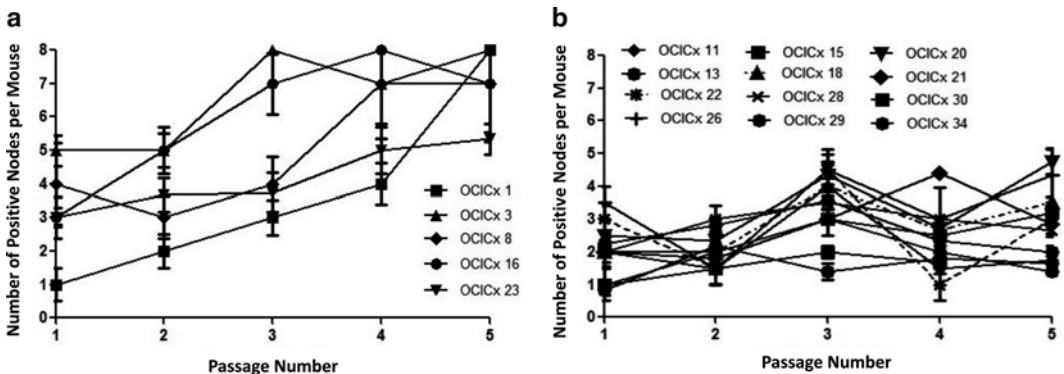 a
Number of Positive Nodes per Mouse
8
7
6
5
4
3
2
1
0
OCICx 1
OCICx 3
OCICx 8
OCICx 16
OCICx 23
1 2 3 4 5
Passage Number
b
Number of Positive Nodes per Mouse
8
7
6
5
4
3
2
1
0
OCICx 11 OCICx 15 OCICx 20
OCICx 13 OCICx 18 OCICx 21
OCICx 22 OCICx 28 OCICx 30
OCICx 26 OCICx 29 OCICx 34
1 2 3 4 5
Passage Number